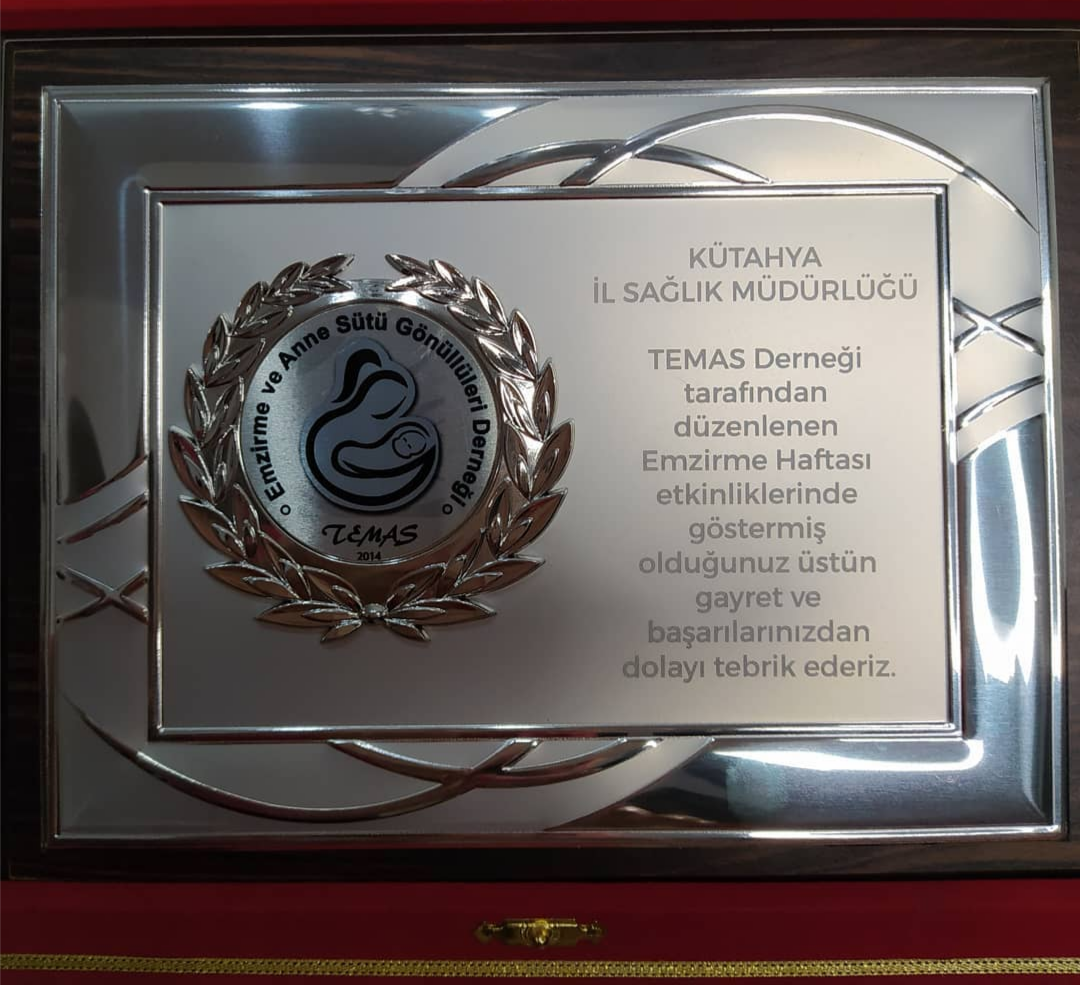 Emzirme ve Anne Sütü Gönüllüleri Derneği
TEMAS
2014
KÜTAHYA
İL SAĞLIK MÜDÜRLÜĞÜ
TEMAS Derneği
tarafından
düzenlenen
Emzirme Haftası
etkinliklerinde
göstermiş
olduğunuz üstün
gayret ve
başarılarınızdan
dolayı tebrik ederiz.